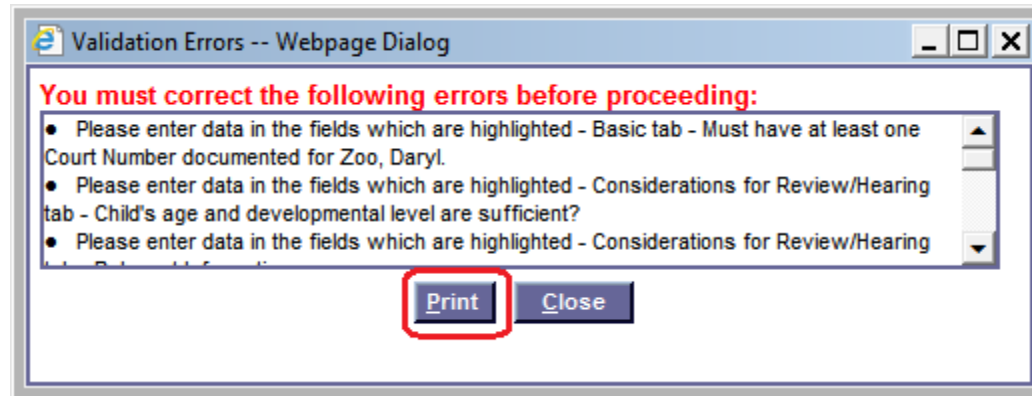 Validation Errors -- Webpage Dialog
You must correct the following errors before proceeding:
● Please enter data in the fields which are highlighted - Basic tab - Must have at least one
Court Number documented for Zoo, Daryl.
● Please enter data in the fields which are highlighted - Considerations for Review/Hearing
tab - Child's age and developmental level are sufficient?
● Please enter data in the fields which are highlighted - Considerations for Review/Hearing
Print Close